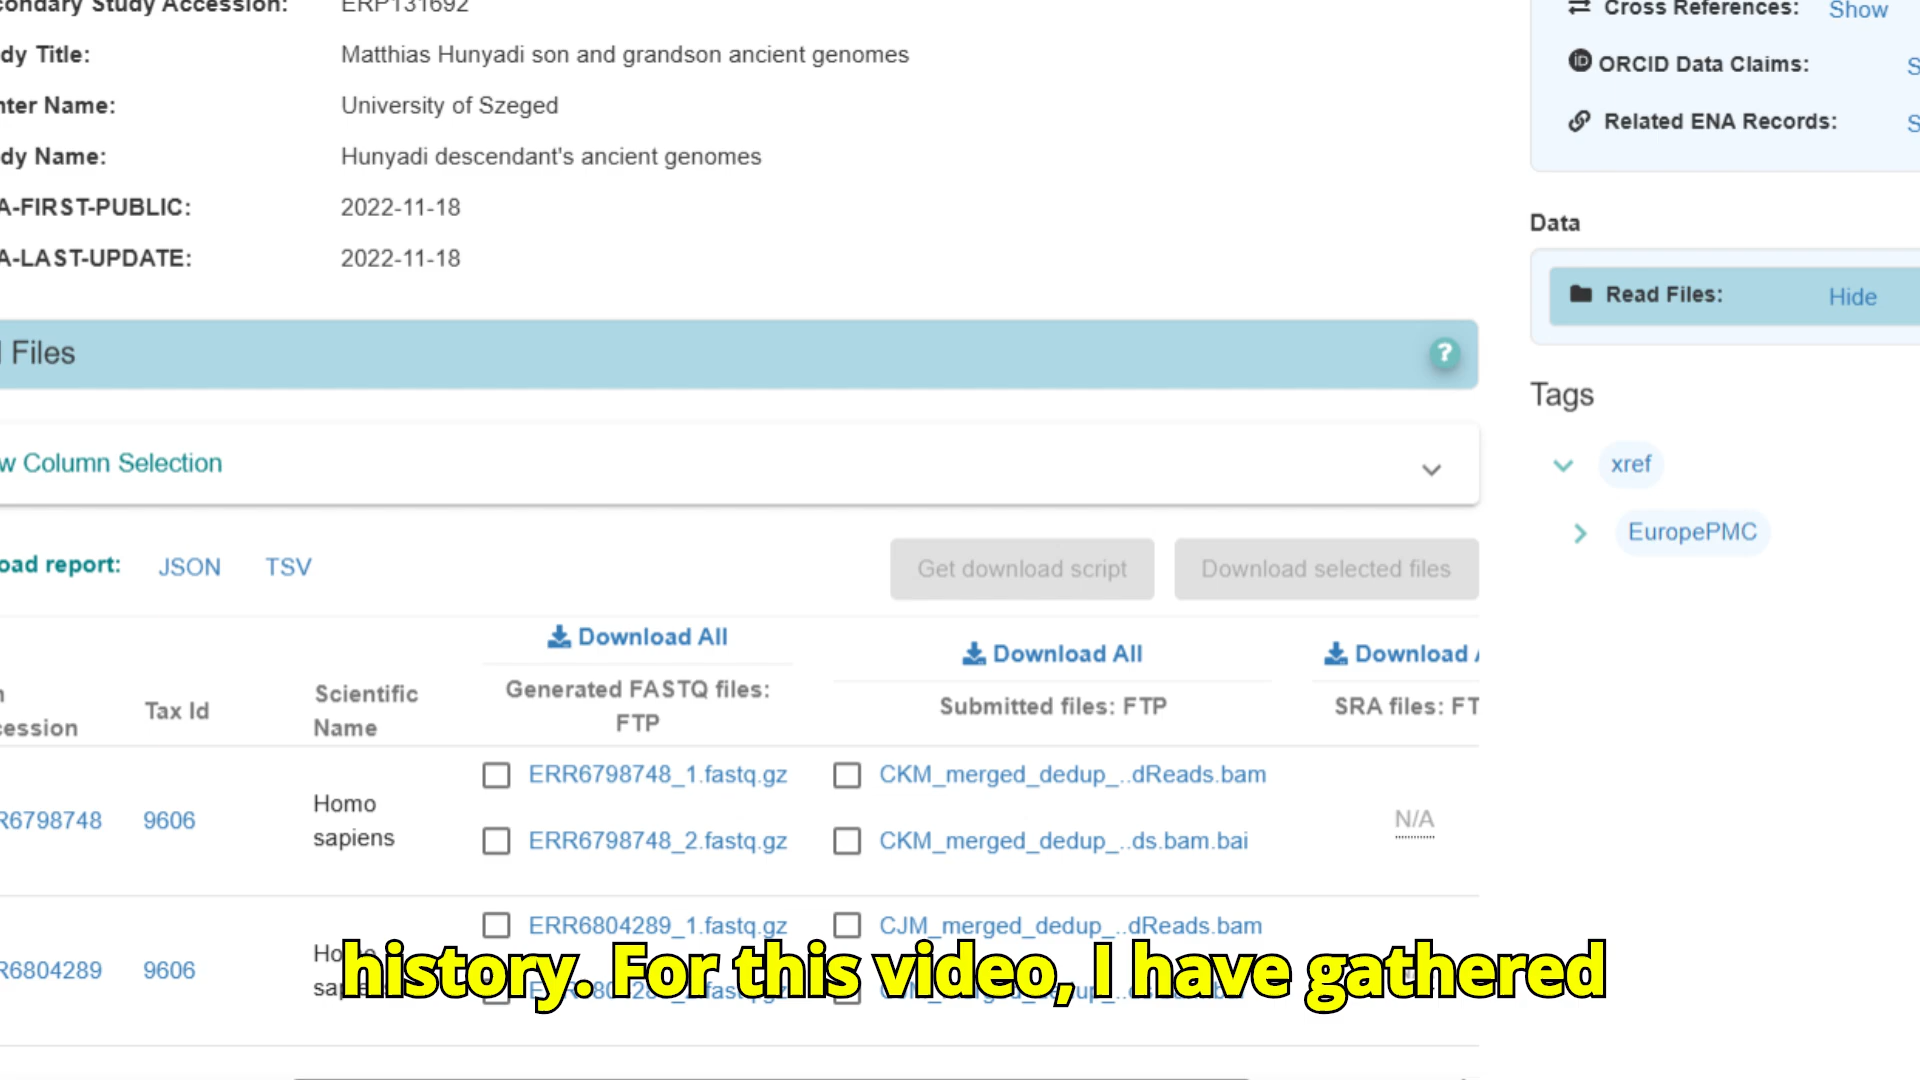 condary Study Accession: ERP131692
dy Title: Matthias Hunyadi son and grandson ancient genomes
nter Name: University of Szeged
dy Name: Hunyadi descendant's ancient genomes
A-FIRST-PUBLIC: 2022-11-18
A-LAST-UPDATE: 2022-11-18
Files
w Column Selection
oad report: JSON TSV
Get download script Download selected files
Download All Download All Download A
Generated FASTQ files: FTP
Submitted files: FTP
SRA files: FT
cession
Tax Id
Scientific Name
R6798748 9606 Homo sapiens
ERR6798748_1.fastq.gz CKM_merged_dedup_..dReads.bam
ERR6798748_2.fastq.gz CKM_merged_dedup_..ds.bam.bai
N/A
R6804289 9606
ERR6804289_1.fastq.gz CJM_merged_dedup_..dReads.bam
history. For this video, I have gathered
Cross References: Show
ORCID Data Claims: S
Related ENA Records: S
Data
Read Files: Hide
Tags
xref
EuropePMC